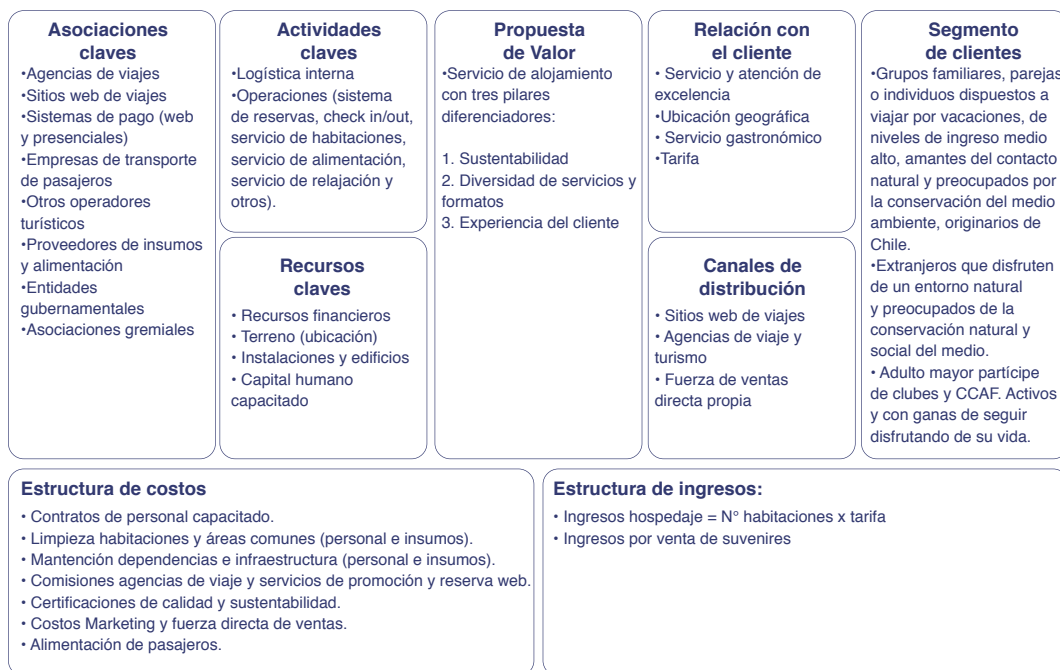 Asociaciones
claves
•Agencias de viajes
•Sitios web de viajes
•Sistemas de pago (web
y presenciales)
•Empresas de transporte
de pasajeros
•Otros operadores
turísticos
•Proveedores de insumos
y alimentación
•Entidades
gubernamentales
•Asociaciones gremiales
Actividades
claves
•Logística interna
•Operaciones (sistema
de reservas, check in/out,
servicio de habitaciones,
servicio de alimentación,
servicio de relajación y
otros).
Recursos
claves
• Recursos financieros
• Terreno (ubicación)
• Instalaciones y edificios
• Capital humano
capacitado
Propuesta
de Valor
•Servicio de alojamiento
con tres pilares
diferenciadores:
1. Sustentabilidad
2. Diversidad de servicios y
formatos
3. Experiencia del cliente
Relación con
el cliente
• Servicio y atención de
excelencia
•Ubicación geográfica
• Servicio gastronómico
•Tarifa
Canales de
distribución
• Sitios web de viajes
• Agencias de viaje y
turismo
• Fuerza de ventas
directa propia
Segmento
de clientes
•Grupos familiares, parejas
o individuos dispuestos a
viajar por vacaciones, de
niveles de ingreso medio
alto, amantes del contacto
natural y preocupados por
la conservación del medio
ambiente, originarios de
Chile.
•Extranjeros que disfruten
de un entorno natural
y preocupados de la
conservación natural y
social del medio.
• Adulto mayor partícipe
de clubes y CCAF. Activos
y con ganas de seguir
disfrutando de su vida.
Estructura de costos
• Contratos de personal capacitado.
• Limpieza habitaciones y áreas comunes (personal e insumos).
• Mantención dependencias e infraestructura (personal e insumos).
• Comisiones agencias de viaje y servicios de promoción y reserva web.
• Certificaciones de calidad y sustentabilidad.
• Costos Marketing y fuerza directa de ventas.
• Alimentación de pasajeros.
Estructura de ingresos:
• Ingresos hospedaje = N° habitaciones x tarifa
• Ingresos por venta de suvenires